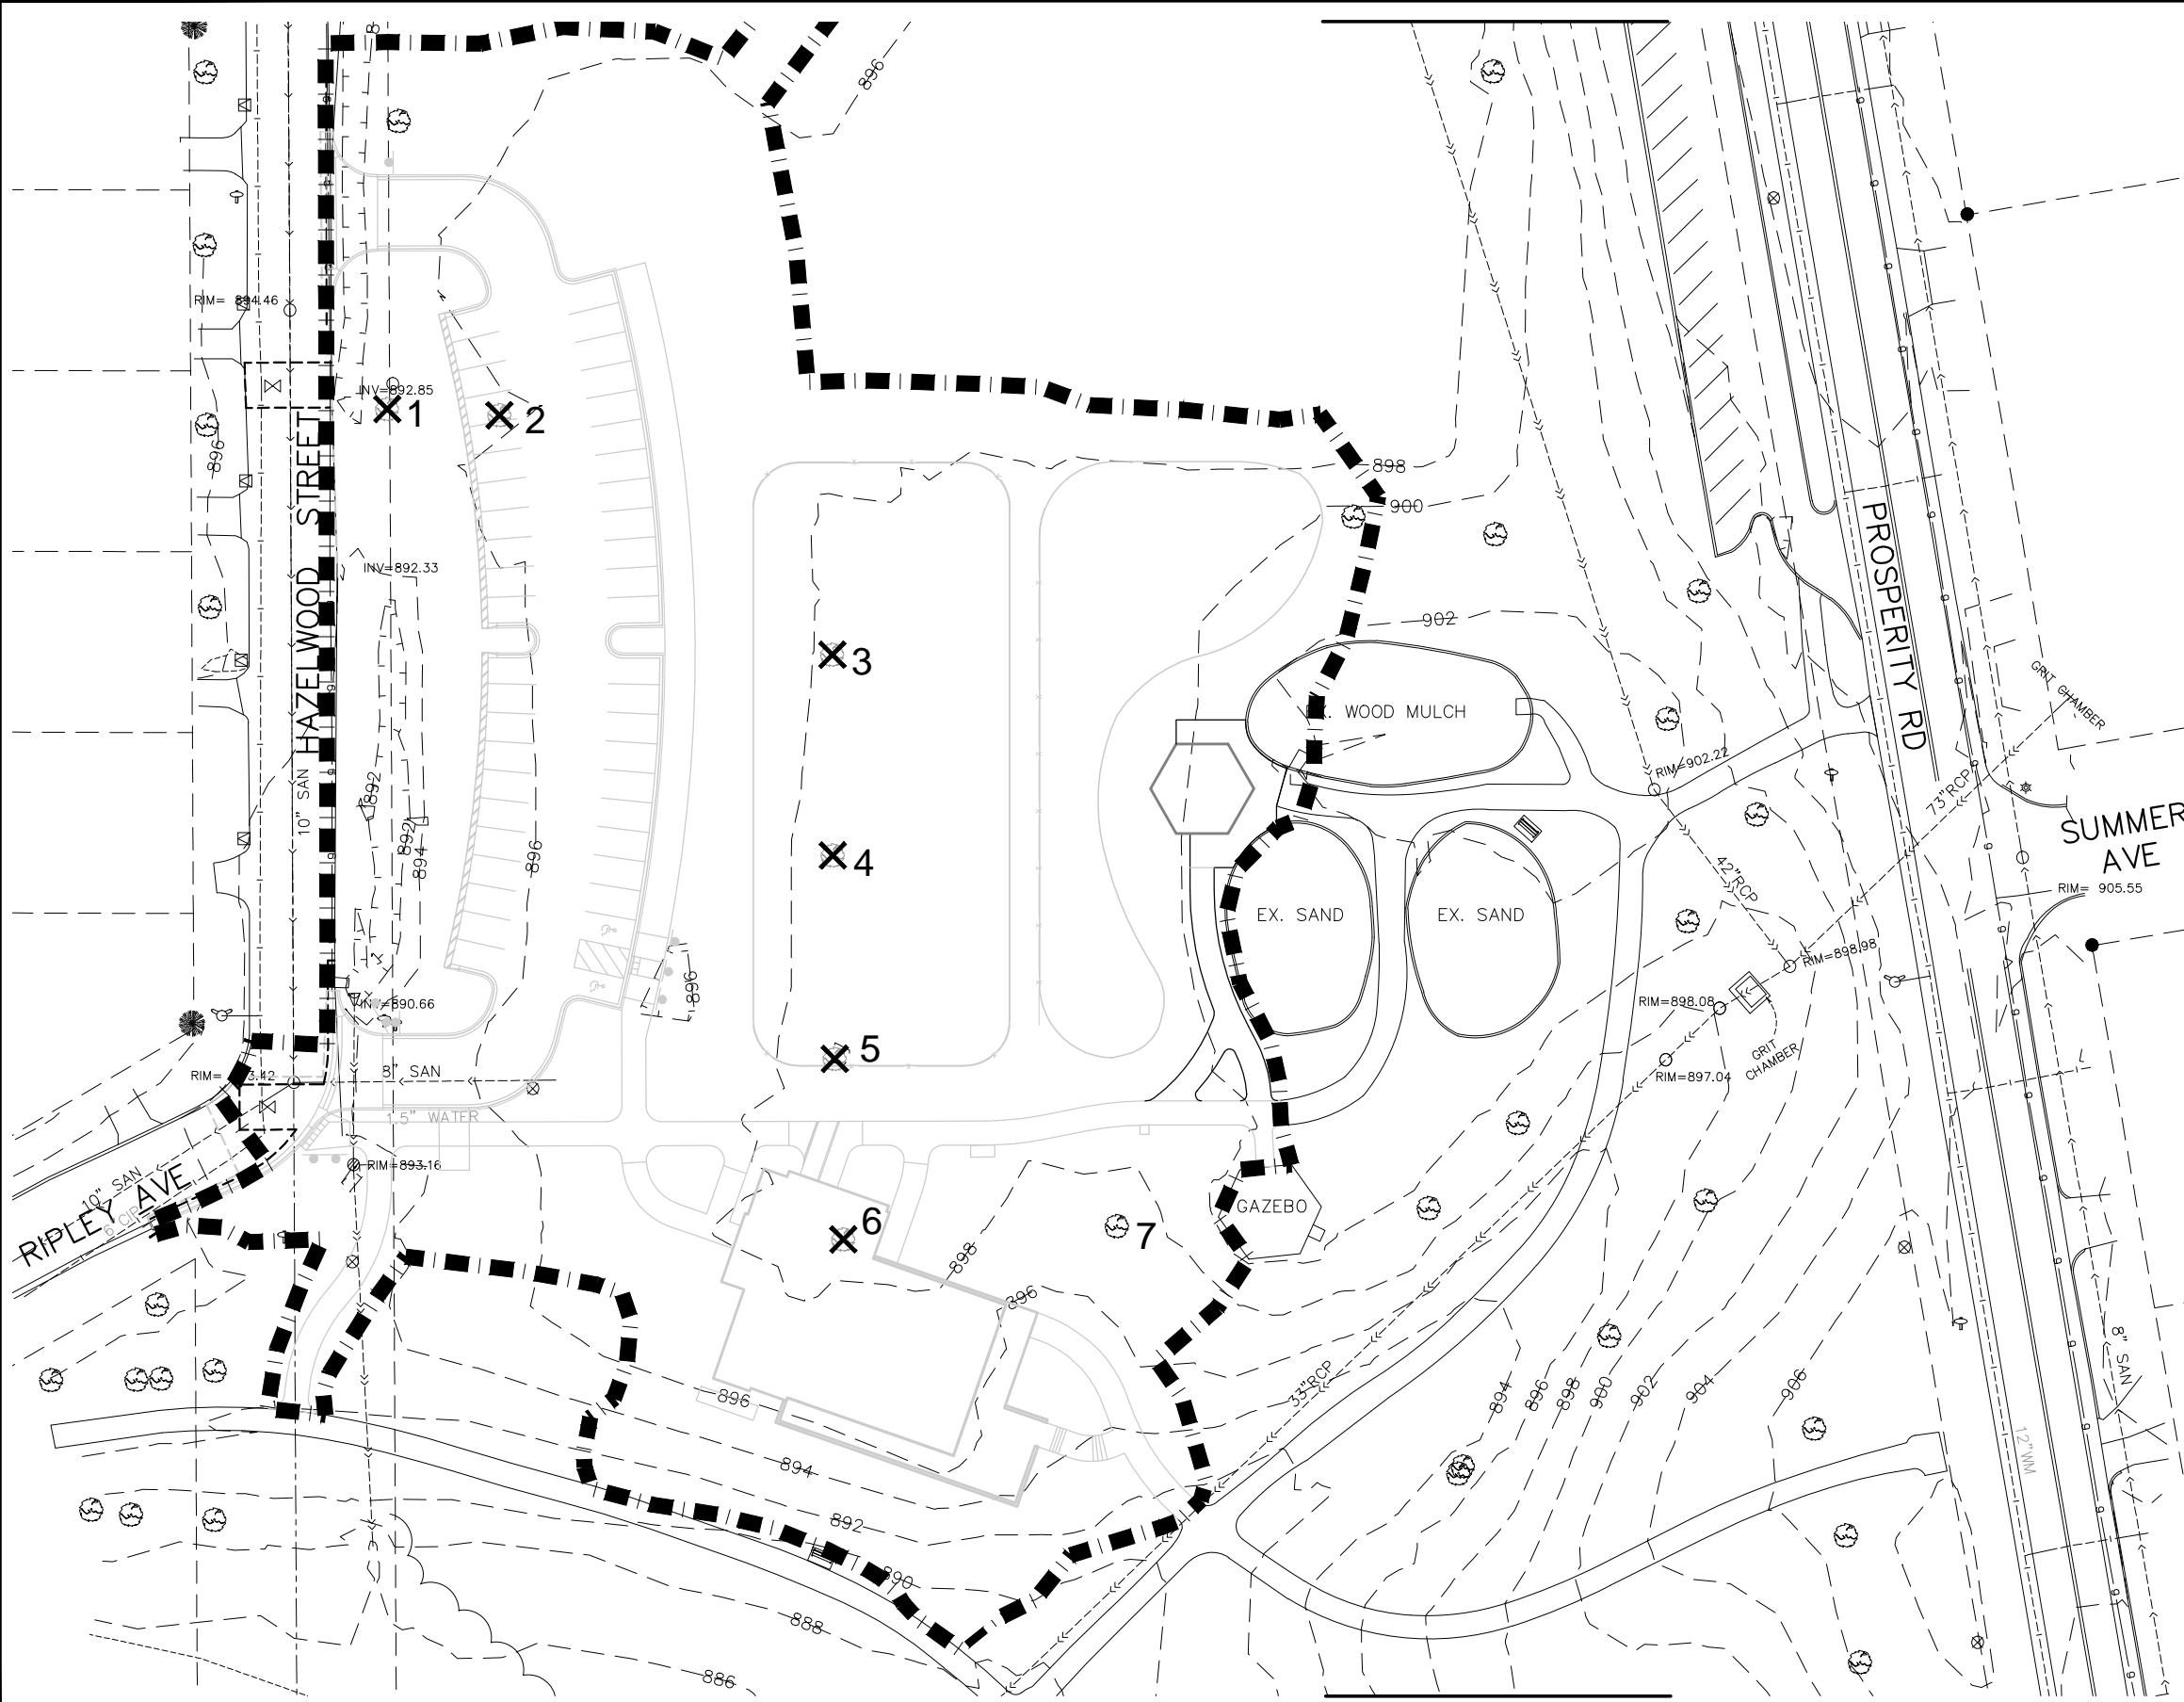 896
RIM= 894.46
INV=892.85
1
2
896
HAZELWOOD STREET
898
900
INV=892.33
PROSPERITY RD
902
3
GRIT CHAMBER
WOOD MULCH
RIM=902.22
10" SAN
892
892
894
896
73"RCP
SUMMER
AVE
4
42"RCP
RIM= 905.55
EX. SAND
EX. SAND
RIM=898.98
896
INV=890.66
RIM=898.08
GRIT
CHAMBER
5
RIM=897.04
8" SAN
1.5" WATER
RIM=893.16
10" SAN
RIPLEY AVE
6
7
GAZEBO
898
896
8" SAN
33"RCP
894
896
898
900
902
904
906
896
12"WM
894
892
890
888
886